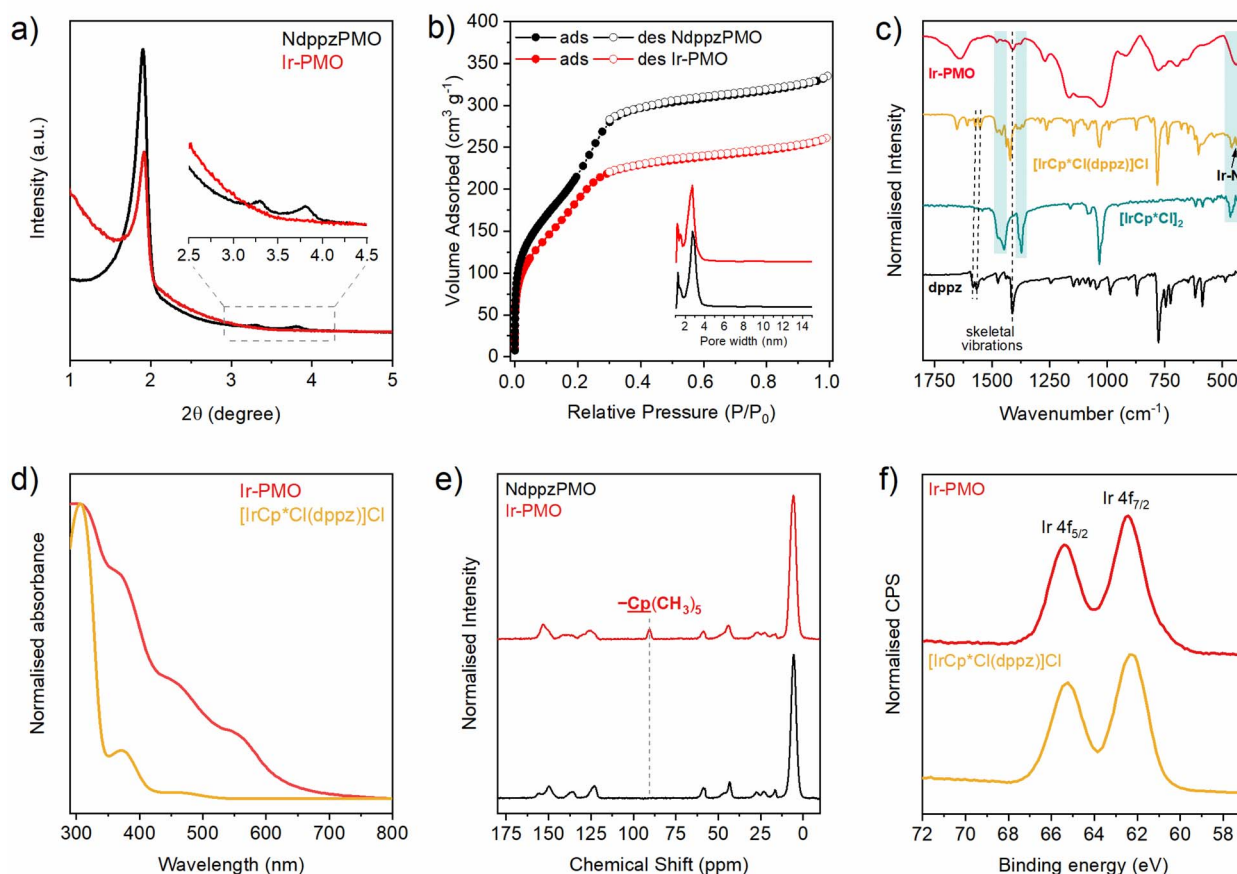 a)
NdppzPMO
Ir-PMO
Intensity (a.u.)
2.5 3.0 3.5 4.0 4.5
1 2 3 4 5
2θ (degree)
b)
400
350
300
250
200
150
100
50
0
Volume Adsorbed (cm³ g⁻¹)
ads des NdppzPMO
ads des Ir-PMO
2 4 6 8 10 12 14
Pore width (nm)
0.0 0.2 0.4 0.6 0.8 1.0
Relative Pressure (P/P₀)
c)
Normalised Intensity
Ir-PMO
[IrCp*Cl(dppz)]Cl
Ir-N
[IrCp*Cl]₂
dppz
skeletal
vibrations
1750 1500 1250 1000 750 500
Wavenumber (cm⁻¹)
d)
Ir-PMO
[IrCp*Cl(dppz)]Cl
Normalised absorbance
300 400 500 600 700 800
Wavelength (nm)
e)
NdppzPMO
Ir-PMO
Normalised Intensity
–Cp(CH₃)₅
175 150 125 100 75 50 25 0
Chemical Shift (ppm)
f)
Ir-PMO
Ir 4f₇/₂
Ir 4f₅/₂
[IrCp*Cl(dppz)]Cl
Normalised CPS
72 70 68 66 64 62 60 58
Binding energy (eV)